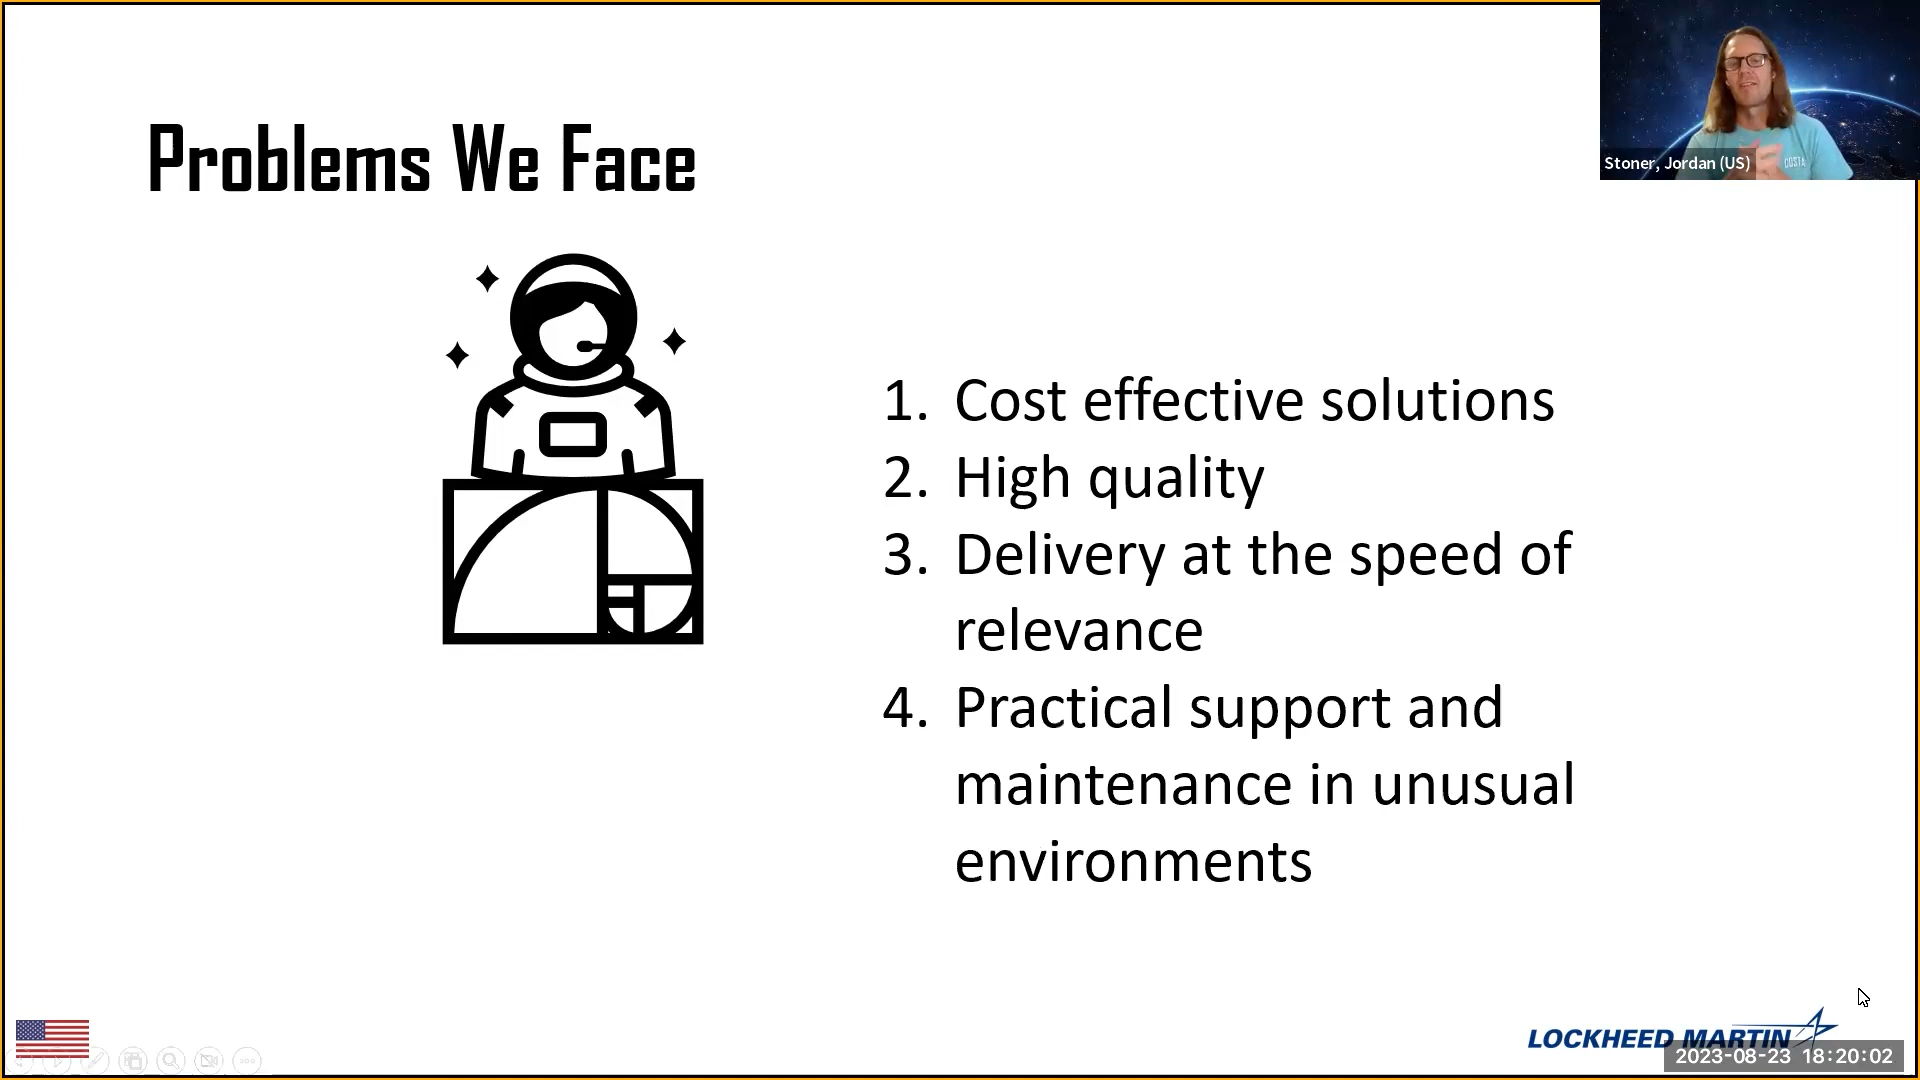 Problems We Face
Stoner, Jordan (US)
COSTA
1. Cost effective solutions
2. High quality
3. Delivery at the speed of
relevance
4. Practical support and
maintenance in unusual
environments
LOCKHEED MARTIN
2023-08-23 18:20:02